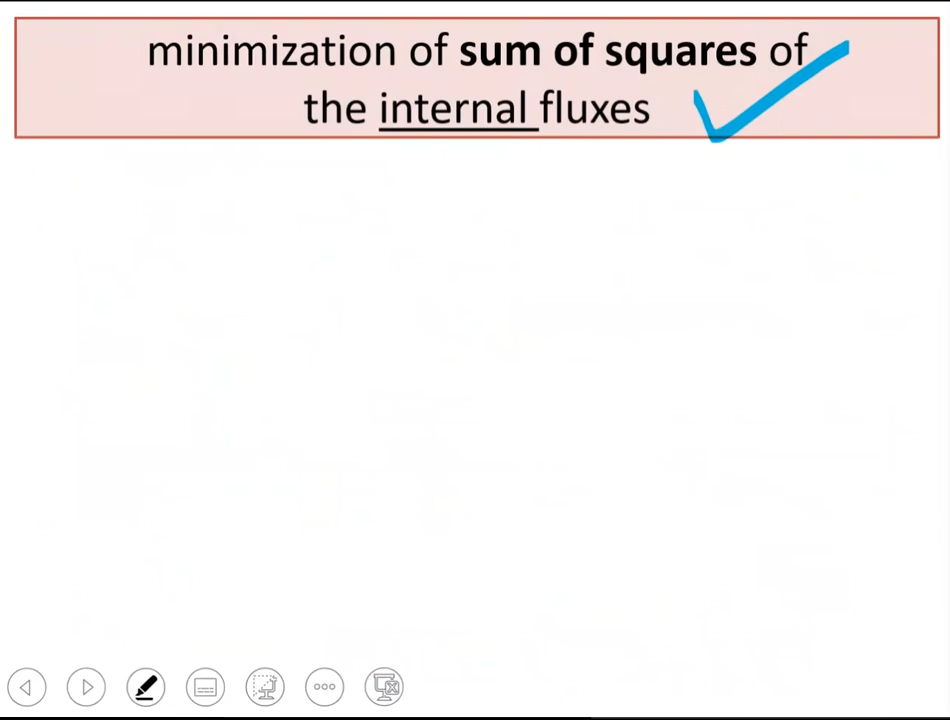 minimization of sum of squares of
the internal fluxes